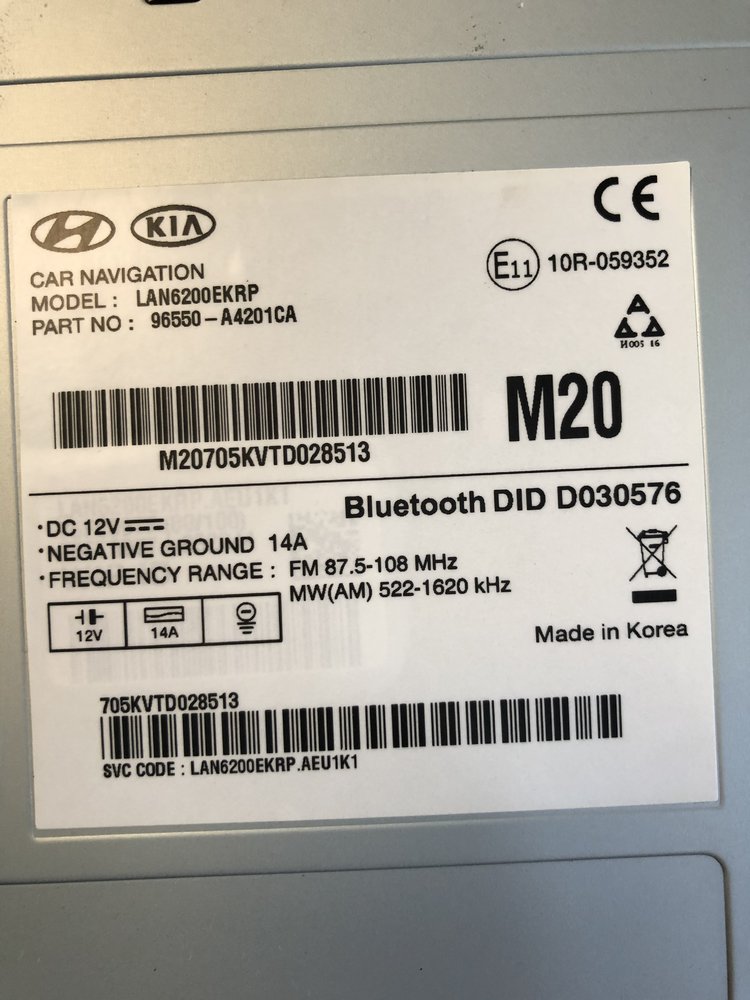 KIA
CE
CAR NAVIGATION
MODEL : LAN6200EKRP
PART NO : 96550-A4201CA
E11 10R-059352
И005 16
M20
M20705KVTD028513
Bluetooth DID D030576
·DC 12V
·NEGATIVE GROUND 14A
·FREQUENCY RANGE : FM 87.5-108 MHz
MW(AM) 522-1620 kHz
12V 14A
Made in Korea
705KVTD028513
SVC CODE : LAN6200EKRP.AEU1K1